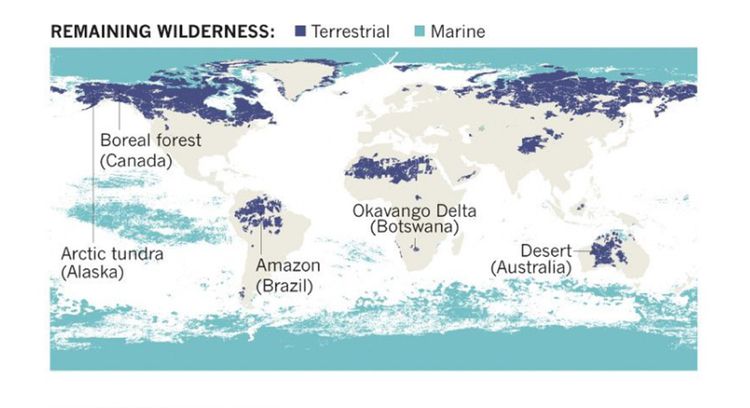 REMAINING WILDERNESS: Terrestrial Marine
Boreal forest
(Canada)
Arctic tundra
(Alaska)
Amazon
(Brazil)
Okavango Delta
(Botswana)
Desert
(Australia)